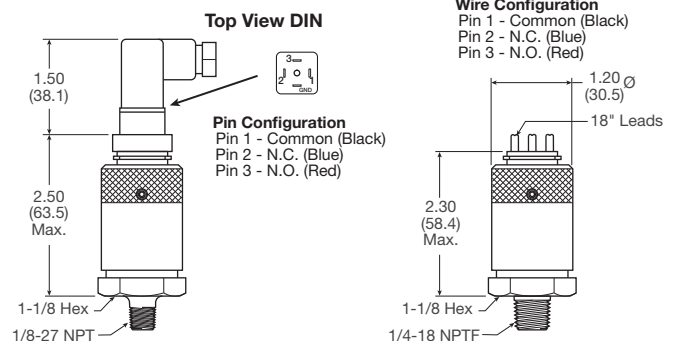 Top View DIN
3
2
1
GND
1.50
(38.1)
Pin Configuration
Pin 1 - Common (Black)
Pin 2 - N.C. (Blue)
Pin 3 - N.O. (Red)
2.50
(63.5)
Max.
1-1/8 Hex
1/8-27 NPT
Wire Configuration
Pin 1 - Common (Black)
Pin 2 - N.C. (Blue)
Pin 3 - N.O. (Red)
1.20 Ø
(30.5)
18" Leads
2.30
(58.4)
Max.
1-1/8 Hex
1/4-18 NPTF